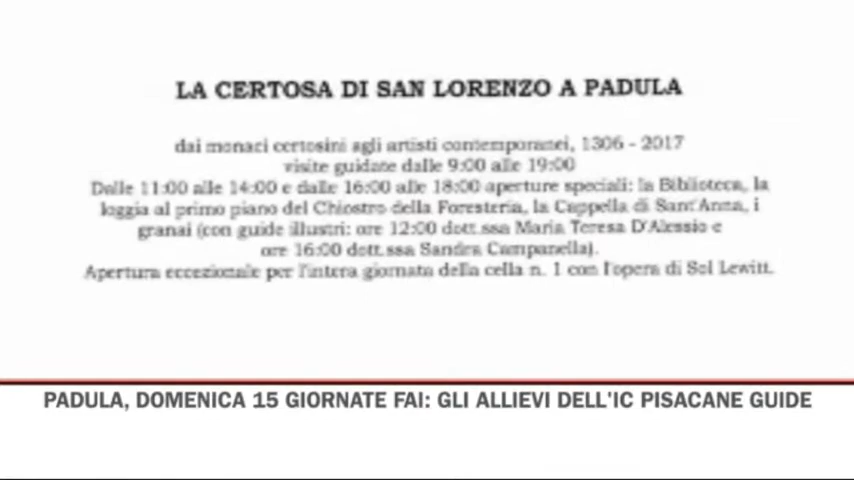 LA CERTOSA DI SAN LORENZO A PADULA
dai monaci certosini agli artisti contemporanei, 1306 - 2017
visite guidate dalle 9:00 alle 19:00
Dalle 11:00 alle 14:00 e dalle 16:00 alle 18:00 aperture speciali: la Biblioteca, la
loggia al primo piano del Chiostro della Foresteria, la Cappella di Sant'Anna, i
granai (con guide illustri: ore 12:00 dott.ssa Maria Teresa D'Alessio e
ore 16:00 dott.ssa Sandra Campanella).
Apertura eccezionale per l'intera giornata della cella n. 1 con l'opera di Sol Lewitt.
PADULA, DOMENICA 15 GIORNATE FAI: GLI ALLIEVI DELL'IC PISACANE GUIDE